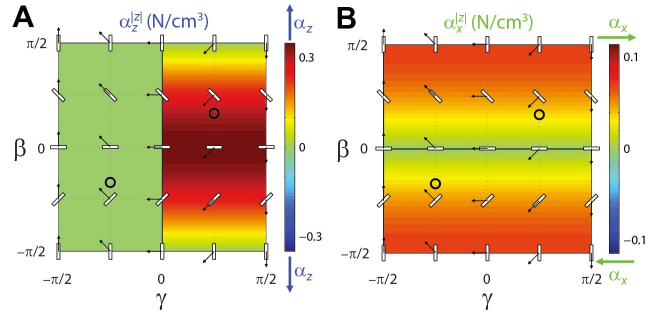 A
α_z^|z| (N/cm³)
α_z
π/2
β 0
−π/2
−π/2 0 π/2
γ
0.3
0
−0.3
α_z
B
α_x^|z| (N/cm³)
α_x
π/2
β 0
−π/2
−π/2 0 π/2
γ
0.1
0
−0.1
α_x